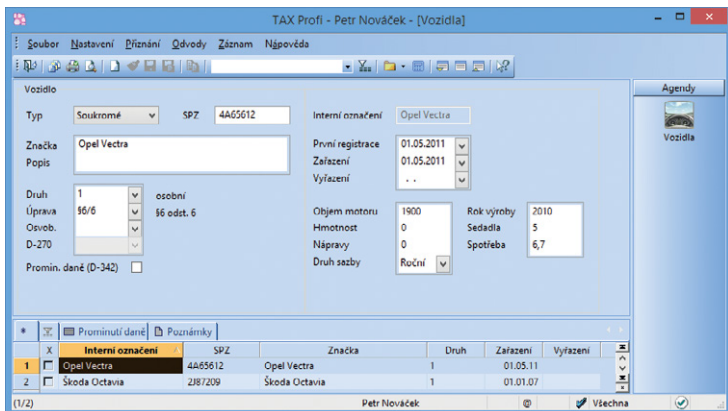 TAX Profi - Petr Nováček - [Vozidla]
Soubor Nastavení Přiznání Odvody Záznam Nápověda
Vozidlo
Agendy
Vozidla
Typ Soukromé SPZ 4A65612 Interní označení Opel Vectra
Značka Opel Vectra První registrace 01.05.2011
Popis Zařazení 01.05.2011
Vyřazení . .
Druh 1 osobní
Úprava §6/6 §6 odst. 6 Objem motoru 1900 Rok výroby 2010
Osvob. Hmotnost 0 Sedadla 5
D-270 Nápravy 0 Spotřeba 6,7
Promin. daně (D-342) Druh sazby Roční
* Prominutí daně Poznámky
X Interní označení SPZ Značka Druh Zařazení Vyřazení
1 Opel Vectra 4A65612 Opel Vectra 1 01.05.11
2 Škoda Octavia 2J87209 Škoda Octavia 1 01.01.07
(1/2) Petr Nováček @ Všechna